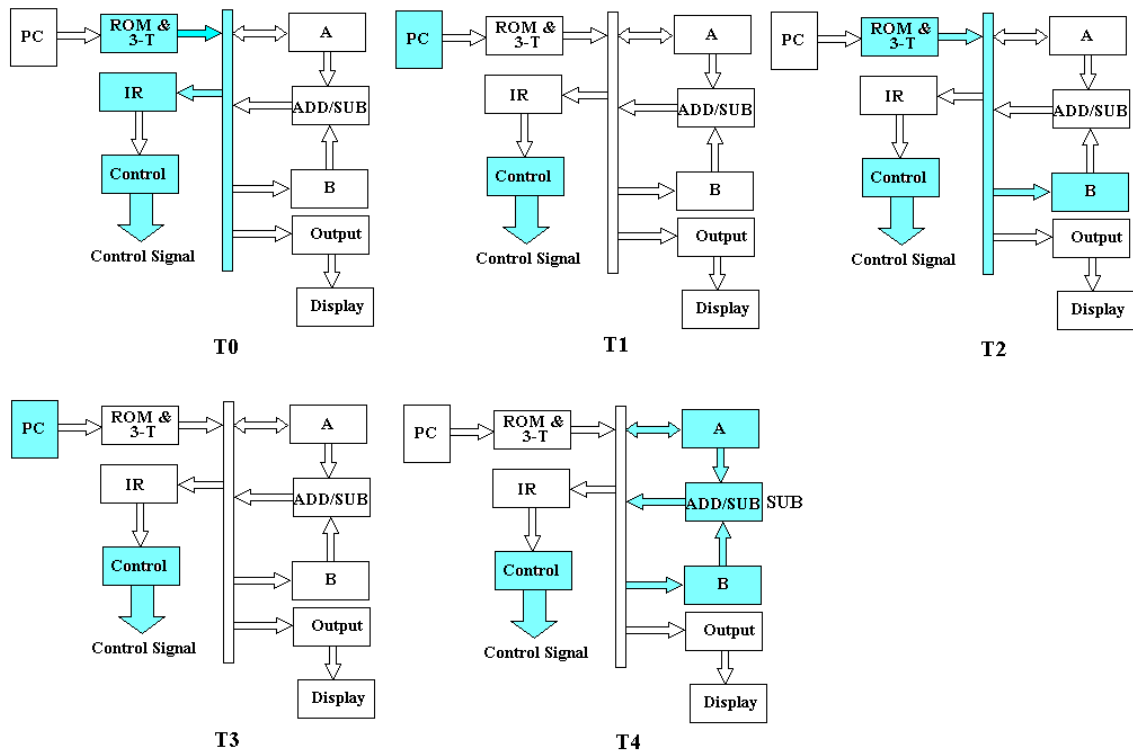 PC
ROM &
3-T
A
IR
ADD/SUB
Control
B
Control Signal
Output
Display
T0
PC
ROM &
3-T
A
IR
ADD/SUB
Control
B
Control Signal
Output
Display
T1
PC
ROM &
3-T
A
IR
ADD/SUB
Control
B
Control Signal
Output
Display
T2
PC
ROM &
3-T
A
IR
ADD/SUB
Control
B
Control Signal
Output
Display
T3
PC
ROM &
3-T
A
IR
ADD/SUB SUB
Control
B
Control Signal
Output
Display
T4